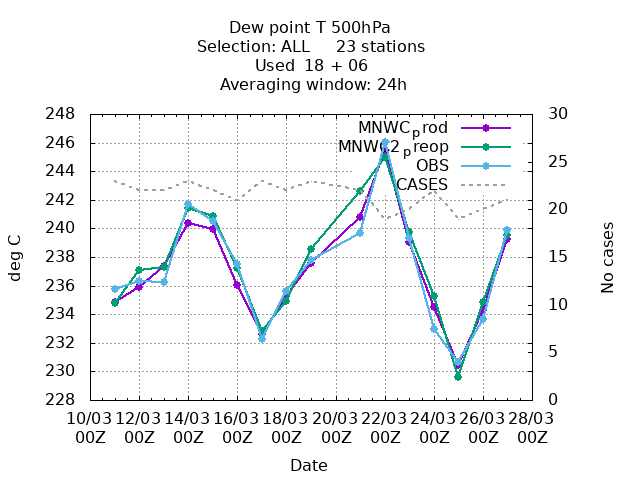 Dew point T 500hPa
Selection: ALL     23 stations
Used  18 + 06
Averaging window: 24h
248
246
244
242
240
238
236
234
232
230
228
deg C
30
25
20
15
10
5
0
No cases
MNWCprod
MNWC2preop
OBS
CASES
10/03 12/03 14/03 16/03 18/03 20/03 22/03 24/03 26/03 28/03
00Z 00Z 00Z 00Z 00Z 00Z 00Z 00Z 00Z 00Z
Date